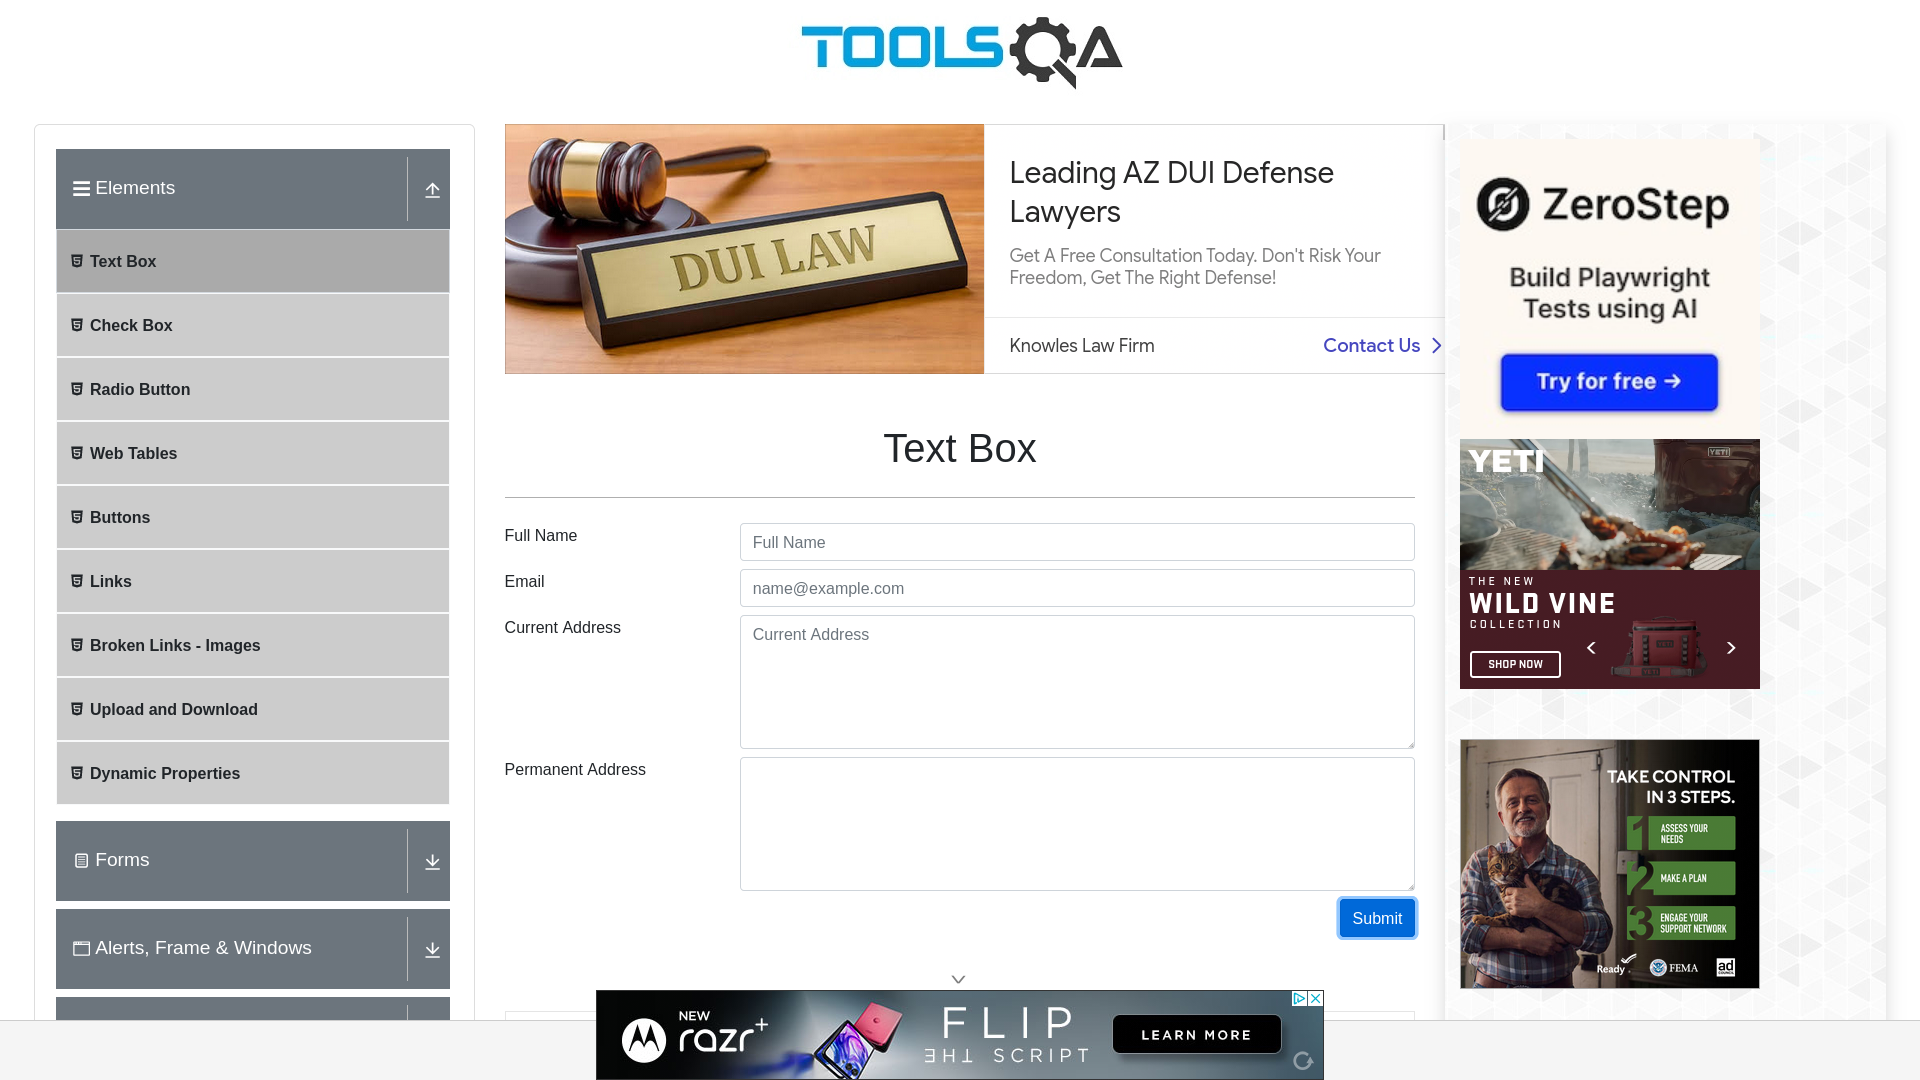 TOOLSQA
Elements
Text Box
Check Box
Radio Button
Web Tables
Buttons
Links
Broken Links - Images
Upload and Download
Dynamic Properties
Forms
Alerts, Frame & Windows
DUI LAW
Leading AZ DUI Defense
Lawyers
Get A Free Consultation Today. Don't Risk Your
Freedom, Get The Right Defense!
Knowles Law Firm
Contact Us
Text Box
Full Name
Full Name
Email
name@example.com
Current Address
Current Address
Permanent Address
Submit
ZeroStep
Build Playwright
Tests using AI
Try for free →
YETI
YETI
THE NEW
WILD VINE
COLLECTION
SHOP NOW
YETI
TAKE CONTROL
IN 3 STEPS.
1 ASSESS YOUR
NEEDS
2 MAKE A PLAN
3 ENGAGE YOUR
SUPPORT NETWORK
Ready
FEMA
ad
COUNCIL
NEW
razr+
FLIP
THE SCRIPT
LEARN MORE